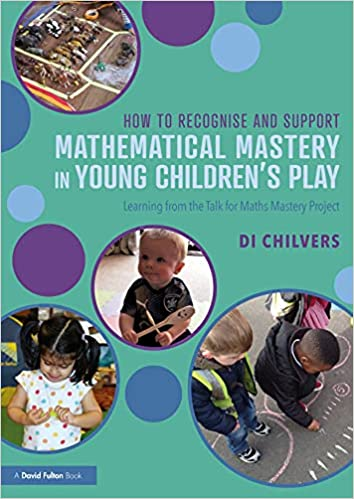 HOW TO RECOGNISE AND SUPPORT
MATHEMATICAL MASTERY
IN YOUNG CHILDREN'S PLAY
Learning from the Talk for Maths Mastery Project
DI CHILVERS
A David Fulton Book